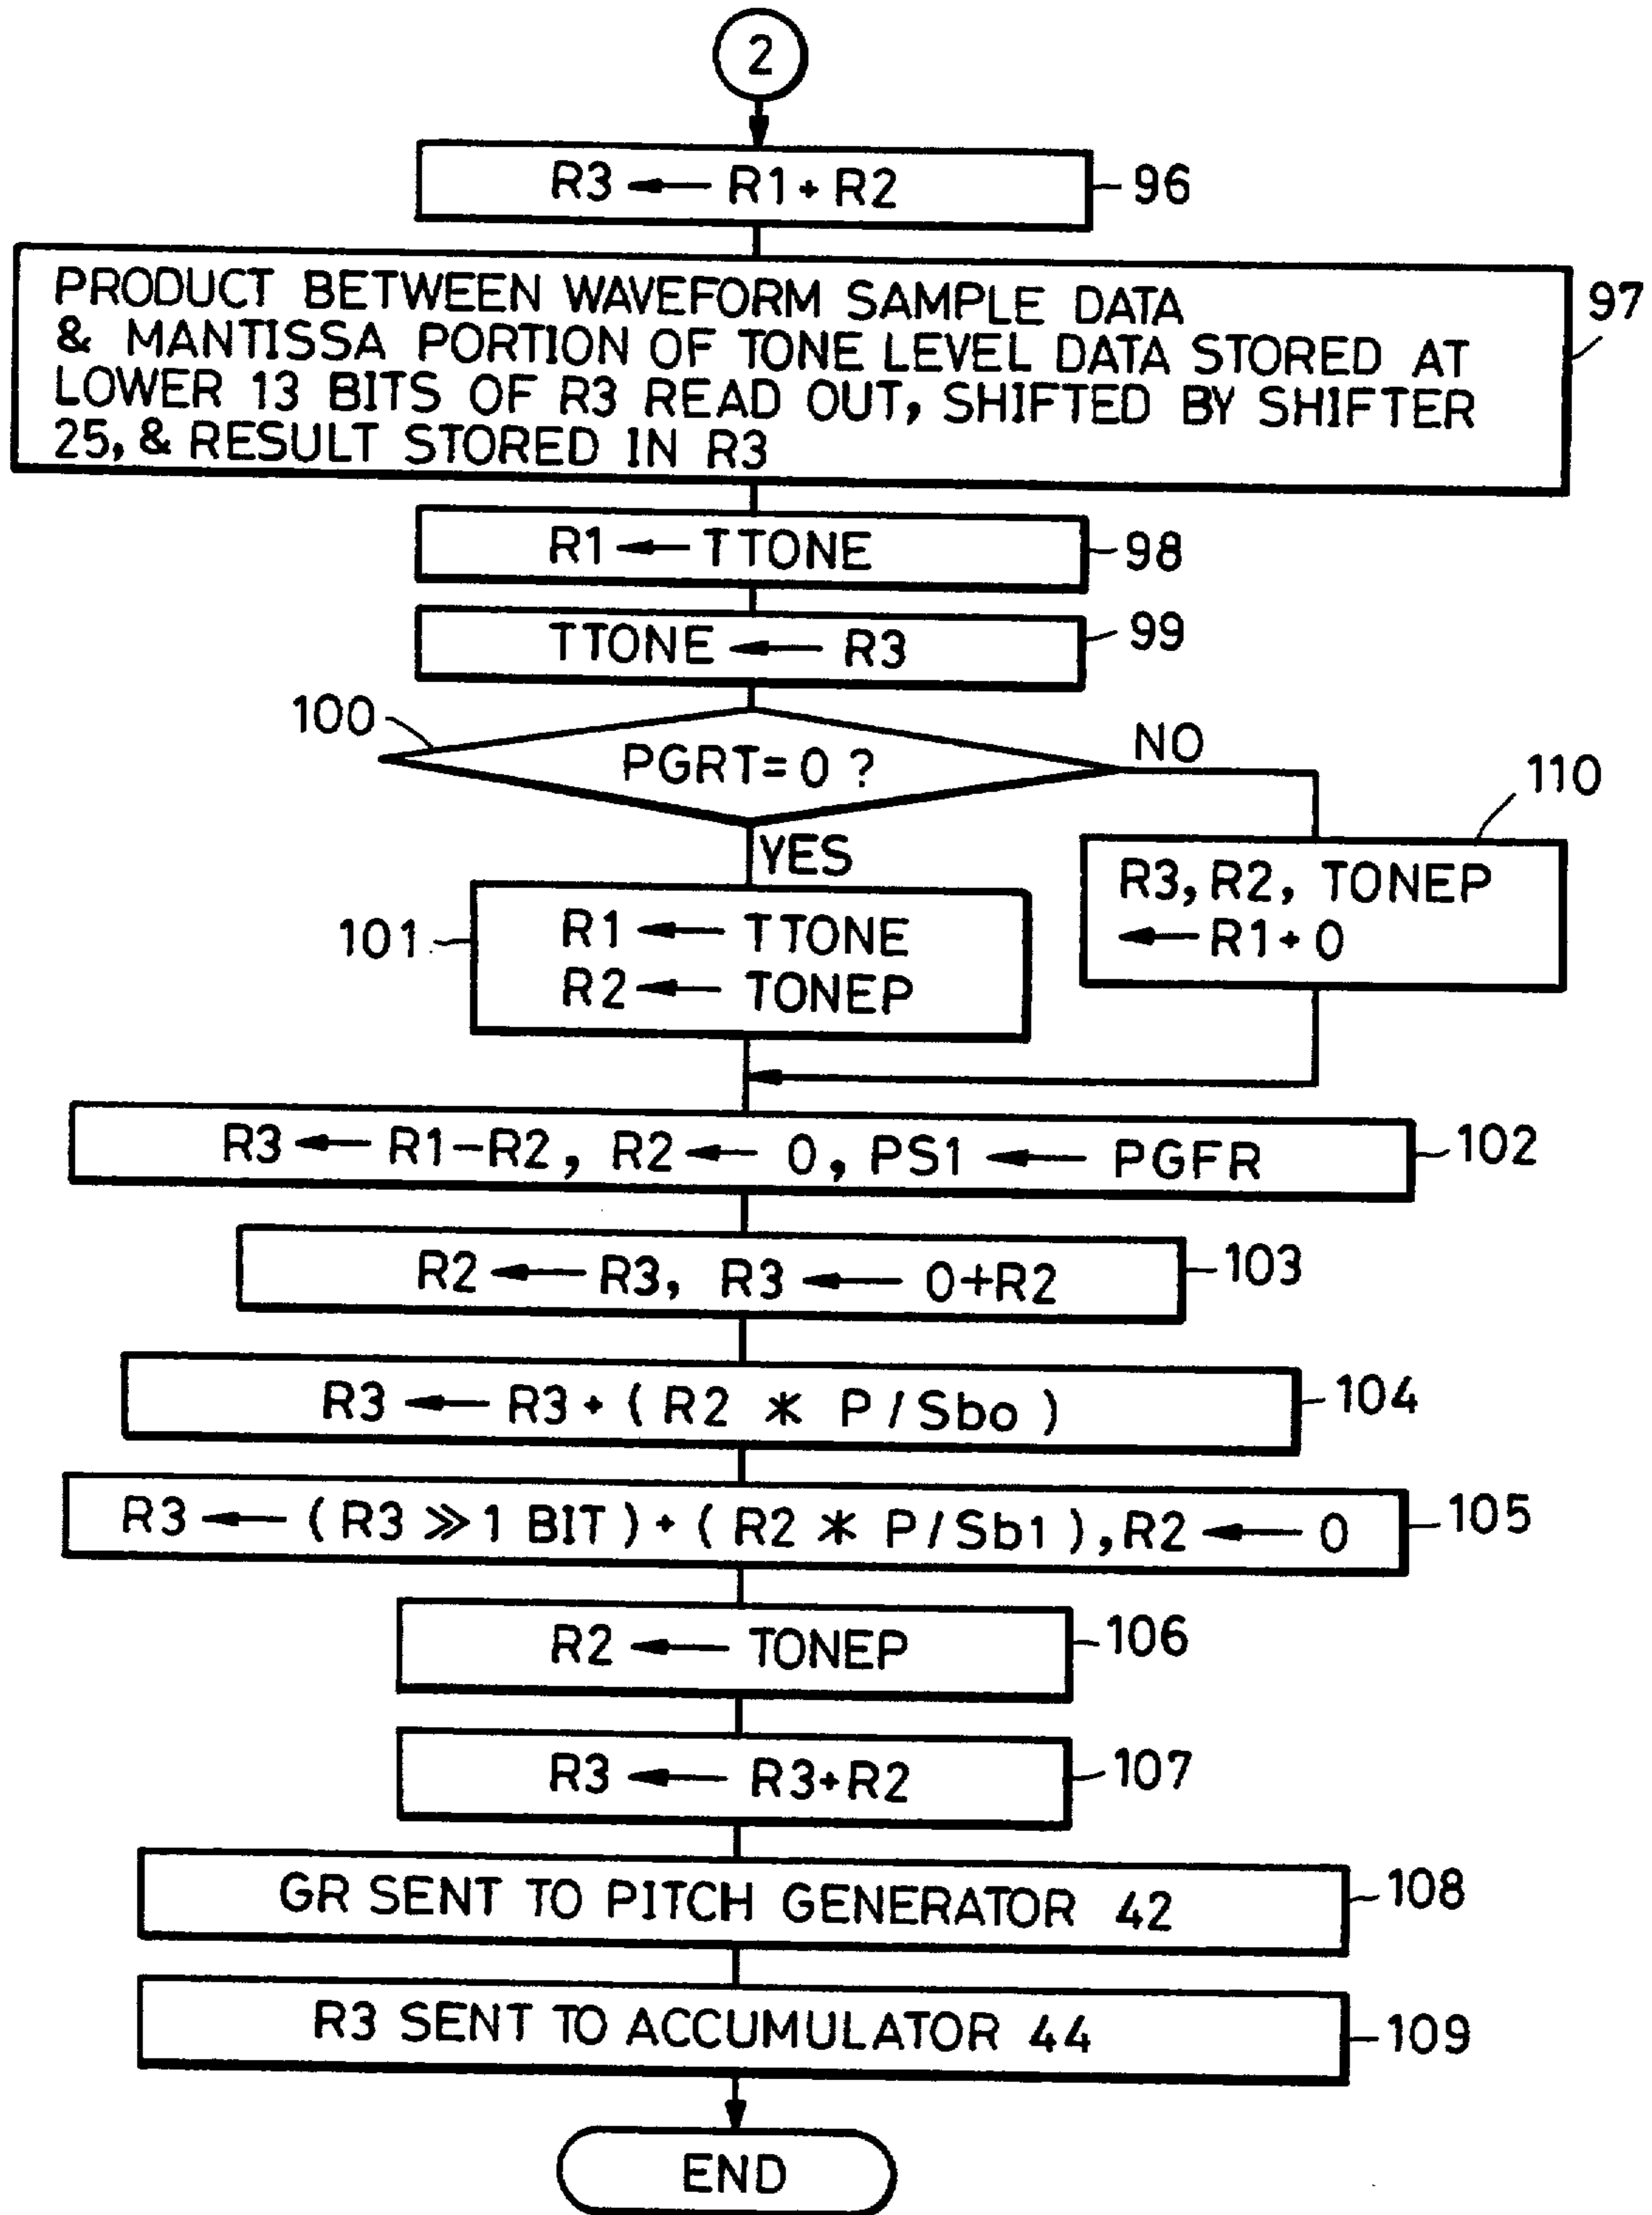 2
R3 ← R1+R2
96
PRODUCT BETWEEN WAVEFORM SAMPLE DATA
& MANTISSA PORTION OF TONE LEVEL DATA STORED AT
LOWER 13 BITS OF R3 READ OUT, SHIFTED BY SHIFTER
25, & RESULT STORED IN R3
97
R1 ← TTONE
98
TTONE ← R3
99
100
PGRT=0 ?
NO
YES
110
R3, R2, TONEP
← R1+0
101
R1 ← TTONE
R2 ← TONEP
R3 ← R1-R2, R2 ← 0, PS1 ← PGFR
102
R2 ← R3, R3 ← 0+R2
103
R3 ← R3+(R2 * P/Sbo)
104
R3 ← (R3 ≫ 1 BIT)+(R2 * P/Sb1), R2 ← 0
105
R2 ← TONEP
106
R3 ← R3+R2
107
GR SENT TO PITCH GENERATOR 42
108
R3 SENT TO ACCUMULATOR 44
109
END